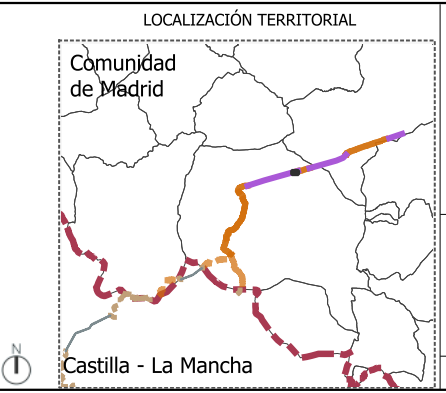 LOCALIZACIÓN TERRITORIAL
Comunidad
de Madrid
N
Castilla - La Mancha